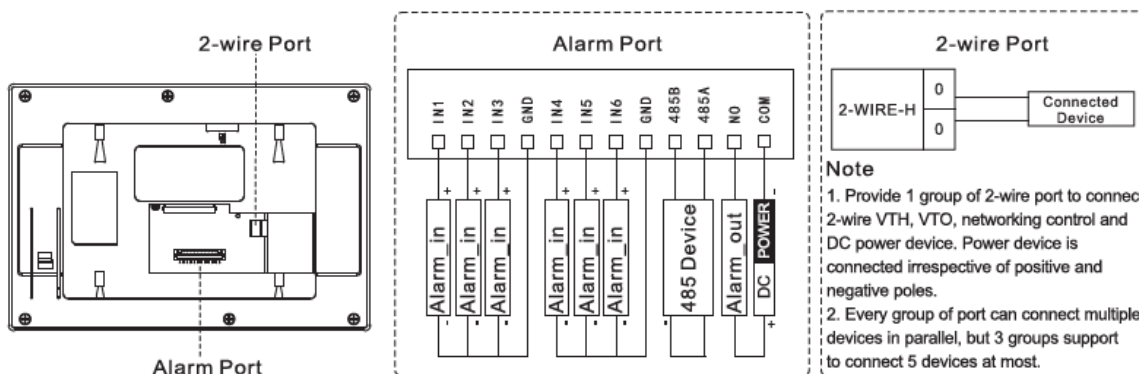 2-wire Port
Alarm Port
Alarm Port
IN1
IN2
IN3
GND
IN4
IN5
IN6
GND
485B
485A
NO
COM
+
+
+
+
+
+
-
Alarm_in
Alarm_in
Alarm_in
Alarm_in
Alarm_in
Alarm_in
485 Device
Alarm_out
DC POWER
-
-
-
-
-
-
-
+
2-wire Port
2-WIRE-H
0
0
Connected
Device
Note
1. Provide 1 group of 2-wire port to connec
2-wire VTH, VTO, networking control and
DC power device. Power device is
connected irrespective of positive and
negative poles.
2. Every group of port can connect multiple
devices in parallel, but 3 groups support
to connect 5 devices at most.